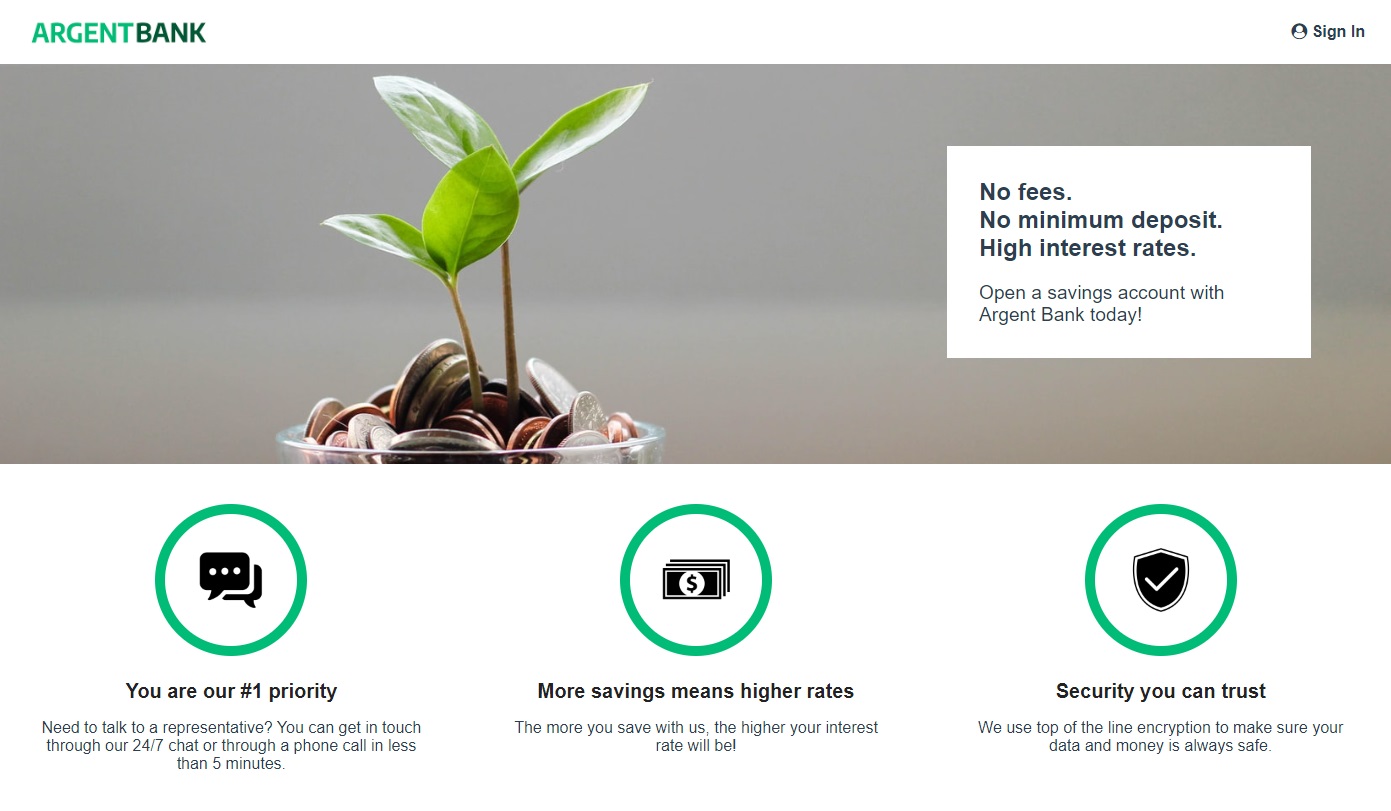 ARGENTBANK
Sign In
No fees.
No minimum deposit.
High interest rates.
Open a savings account with
Argent Bank today!
You are our #1 priority
Need to talk to a representative? You can get in touch
through our 24/7 chat or through a phone call in less
than 5 minutes.
More savings means higher rates
The more you save with us, the higher your interest
rate will be!
Security you can trust
We use top of the line encryption to make sure your
data and money is always safe.